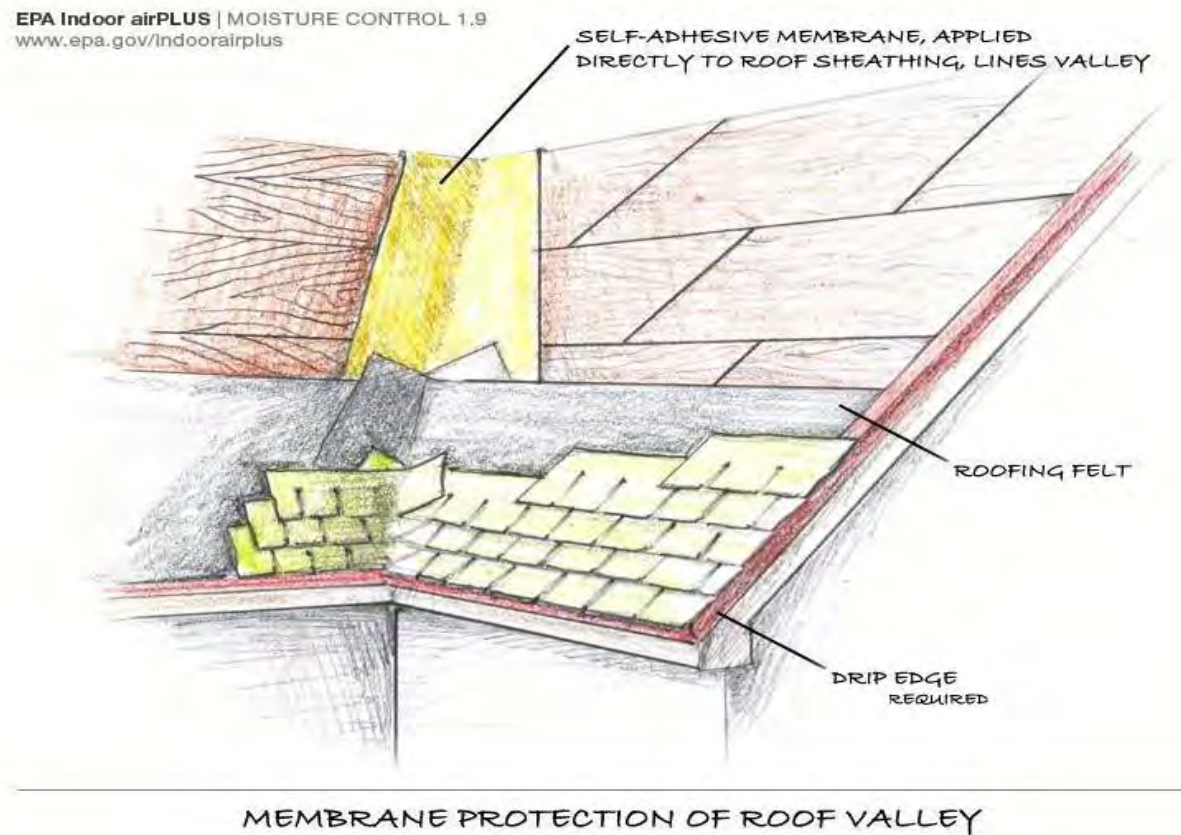 EPA Indoor airPLUS | MOISTURE CONTROL 1.9
www.epa.gov/indoorairplus
SELF-ADHESIVE MEMBRANE, APPLIED
DIRECTLY TO ROOF SHEATHING, LINES VALLEY
ROOFING FELT
DRIP EDGE
REQUIRED
MEMBRANE PROTECTION OF ROOF VALLEY